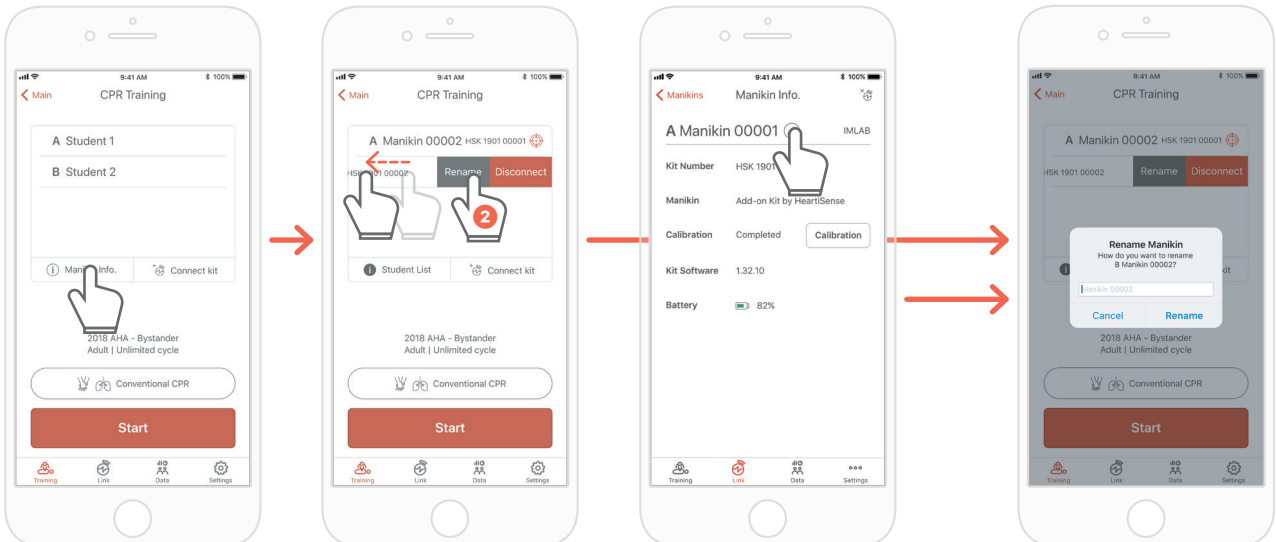 9:41 AM
100%
Main
CPR Training
A Student 1
B Student 2
Info.
Connect kit
2018 AHA - Bystander
Adult | Unlimited cycle
Conventional CPR
Start
Training Link Data Settings
9:41 AM
100%
Main
CPR Training
A Manikin 00002 HSK 1901 00001
00002 Rename Disconnect
2
Student List
Connect kit
2018 AHA - Bystander
Adult | Unlimited cycle
Conventional CPR
Start
Training Link Data Settings
9:41 AM
100%
Manikins
Manikin Info.
A Manikin 00001
IMLAB
Kit Number HSK 1901
Manikin Add-on Kit by HeartiSense
Calibration Completed Calibration
Kit Software 1.32.10
Battery 82%
Training Link Data Settings
9:41 AM
100%
Main
CPR Training
A Manikin 00002 HSK 1901 00001
HSK 1901 00002 Rename Disconnect
Rename Manikin
How do you want to rename
B Manikin 00002?
Manikin 00002
Cancel Rename
2018 AHA - Bystander
Adult | Unlimited cycle
Conventional CPR
Start
Training Link Data Settings